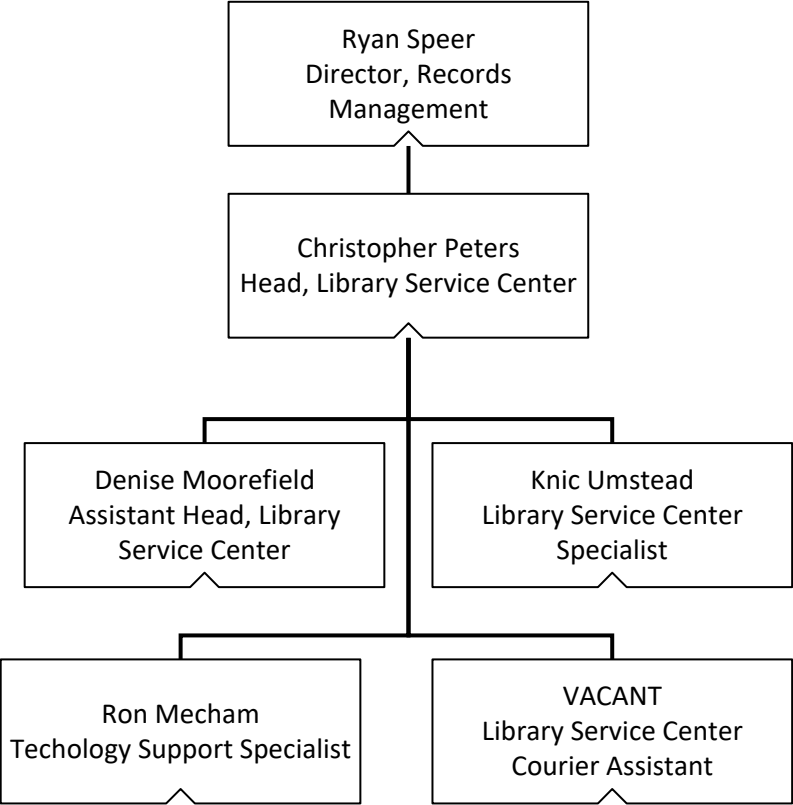 Ryan Speer
Director, Records
Management
Christopher Peters
Head, Library Service Center
Denise Moorefield
Assistant Head, Library
Service Center
Knic Umstead
Library Service Center
Specialist
Ron Mecham
Techology Support Specialist
VACANT
Library Service Center
Courier Assistant